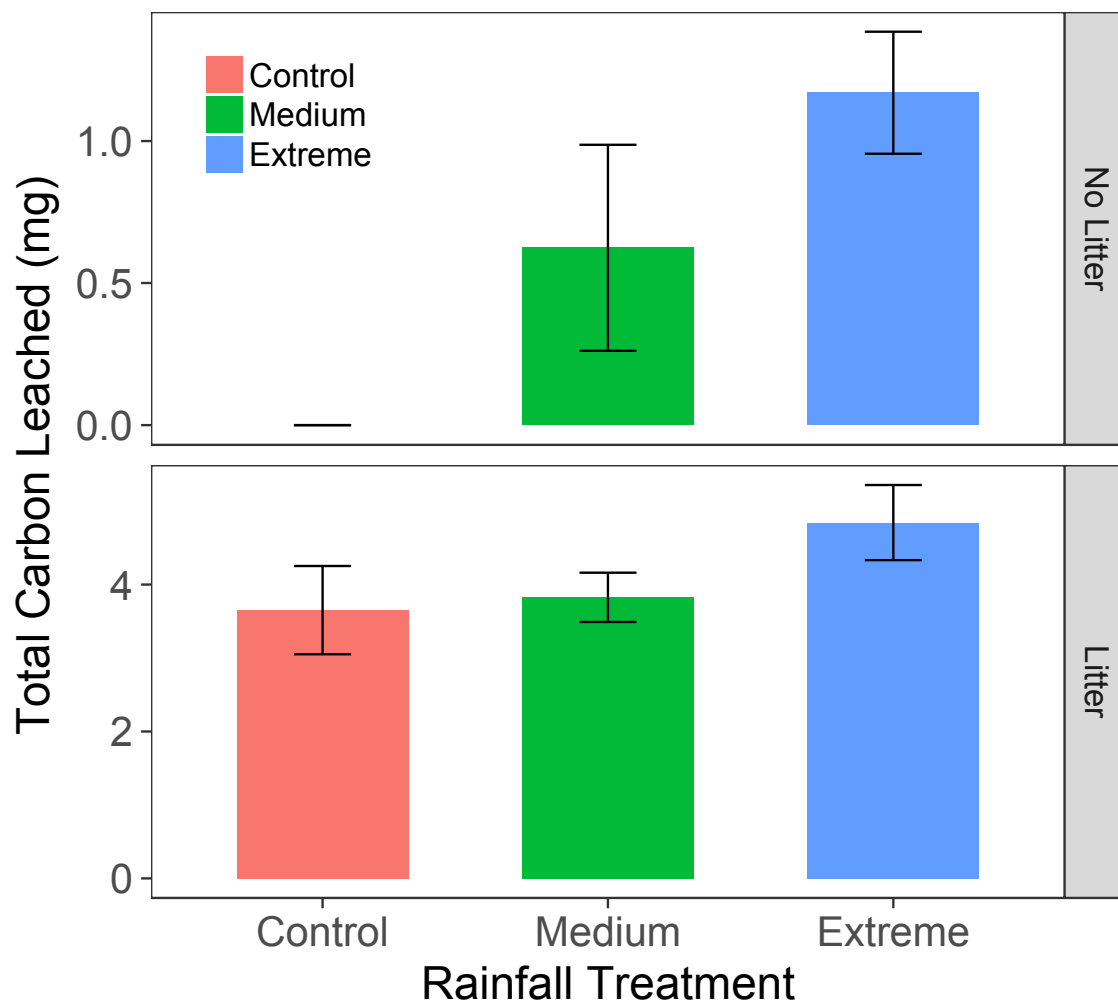 Total Carbon Leached (mg)
1.0
0.5
0.0
Control
Medium
Extreme
No Litter
4
2
0
Litter
Control Medium Extreme
Rainfall Treatment